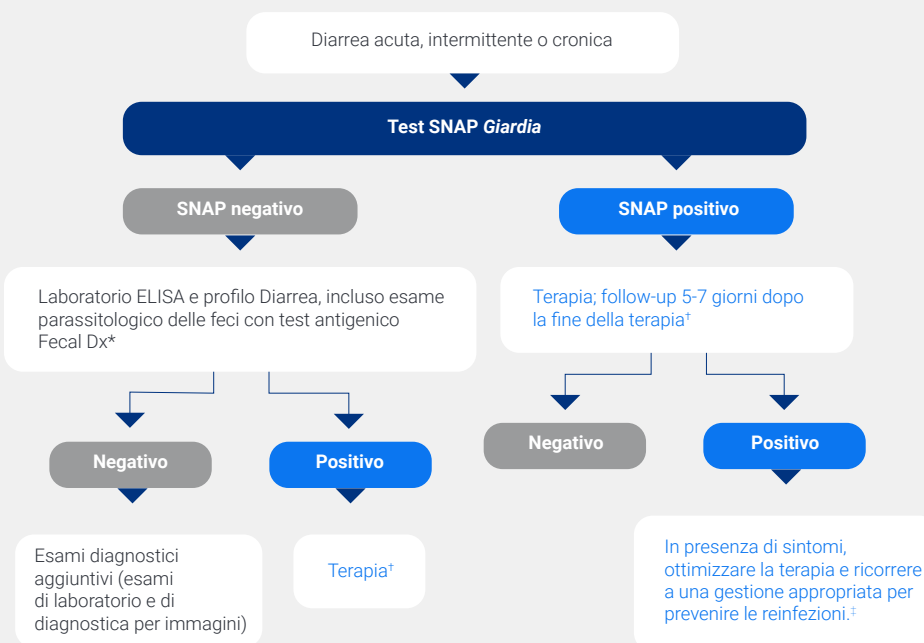 Diarrea acuta, intermittente o cronica
Test SNAP Giardia
SNAP negativo
SNAP positivo
Laboratorio ELISA e profilo Diarrea, incluso esame
parassitologico delle feci con test antigenico
Fecal Dx*
Terapia; follow-up 5-7 giorni dopo
la fine della terapia†
Negativo
Positivo
Negativo
Positivo
Esami diagnostici
aggiuntivi (esami
di laboratorio e di
diagnostica per immagini)
Terapia†
In presenza di sintomi,
ottimizzare la terapia e ricorrere
a una gestione appropriata per
prevenire le reinfezioni.‡